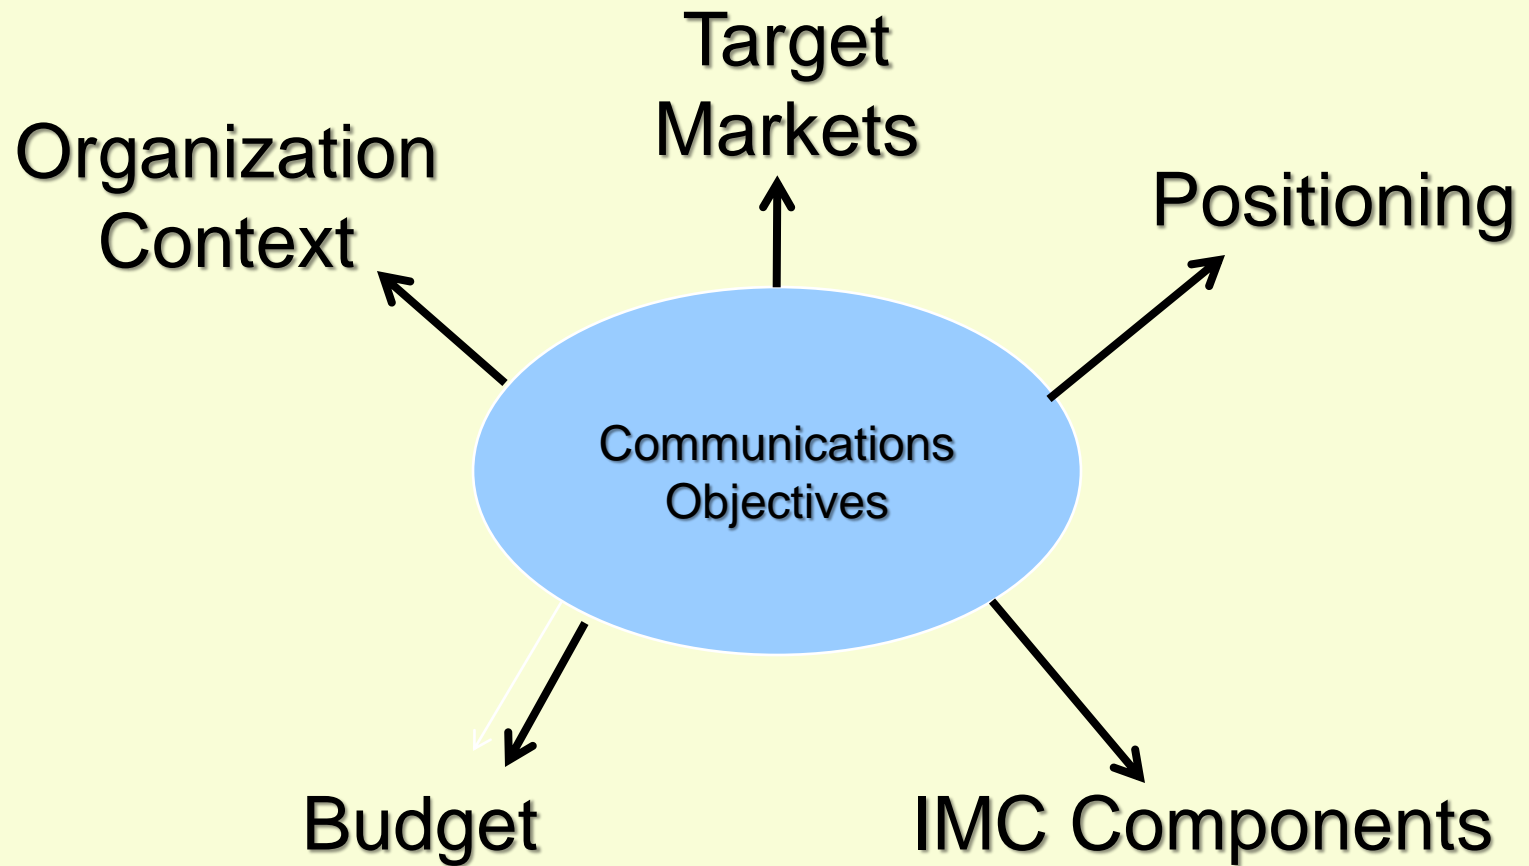 Target
Markets
Organization
Context
Positioning
Communications
Objectives
Budget
IMC Components